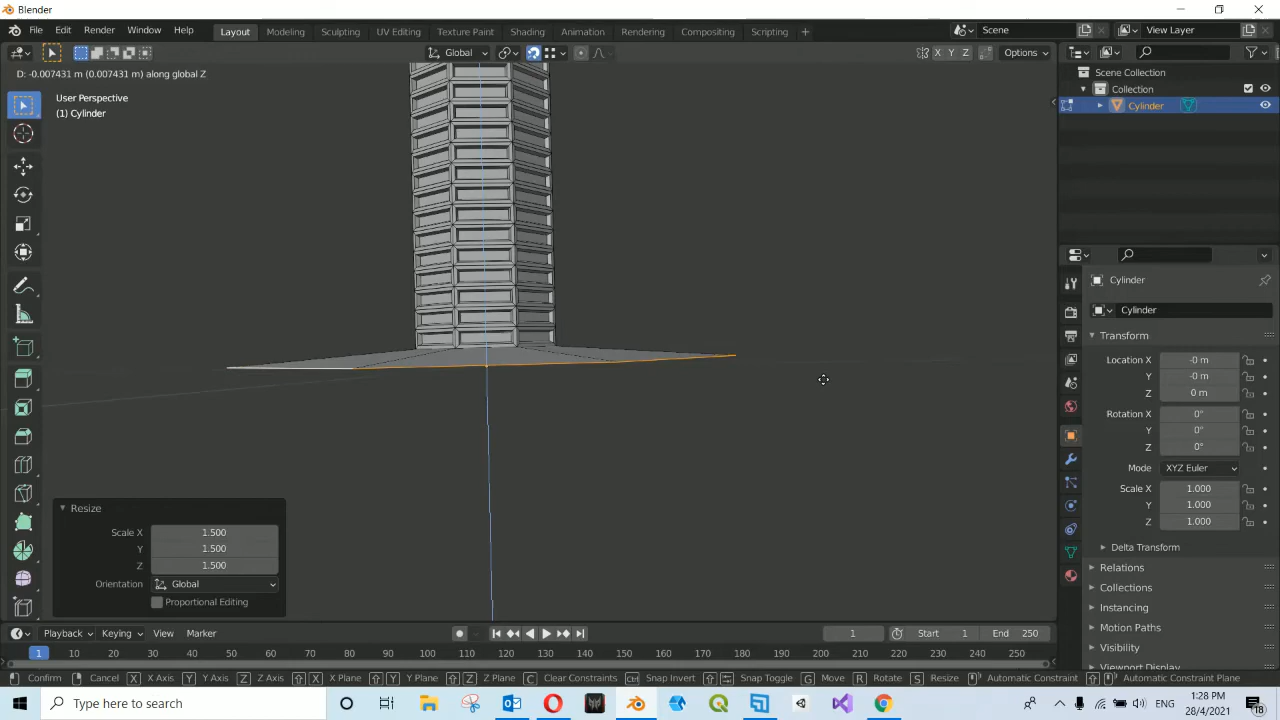 Blender
File Edit Render Window Help
Layout Modeling Sculpting UV Editing Texture Paint Shading Animation Rendering Compositing Scripting +
Scene
View Layer
Global
X Y Z
Options
D: -0.007431 m (0.007431 m) along global Z
User Perspective
(1) Cylinder
Scene Collection
Collection
Cylinder
Cylinder
Cylinder
Transform
Location X -0 m
Y -0 m
Z 0 m
Rotation X 0°
Y 0°
Z 0°
Mode XYZ Euler
Scale X 1.000
Y 1.000
Z 1.000
Delta Transform
Relations
Collections
Instancing
Motion Paths
Visibility
Viewport Display
Resize
Scale X 1.500
Y 1.500
Z 1.500
Orientation Global
Proportional Editing
Playback Keying View Marker
1
Start 1
End 250
1 10 20 30 40 50 60 70 80 90 100 110 120 130 140 150 160 170 180 190 200 210 220 230 240 250
Confirm Cancel X X Axis Y Y Axis Z Z Axis X X Plane Y Y Plane Z Z Plane C Clear Constraints Ctrl Snap Invert Snap Toggle G Move R Rotate S Resize Automatic Constraint Automatic Constraint Plane
Type here to search
ENG
1:28 PM
28/4/2021
18